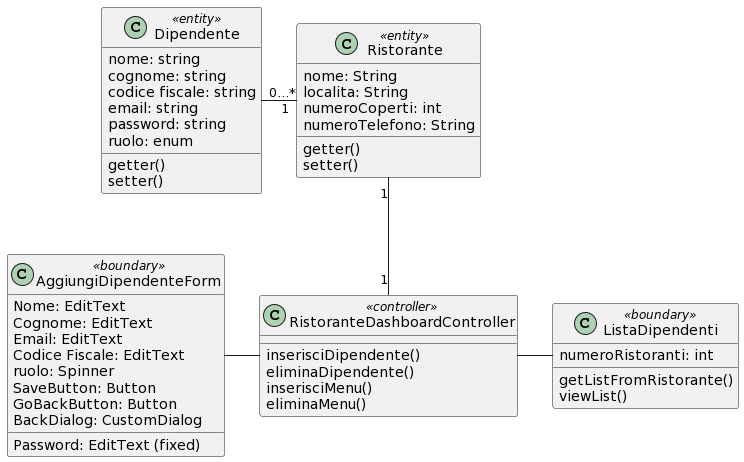 C
«entity»
Dipendente
nome: string
cognome: string
codice fiscale: string
email: string
password: string
ruolo: enum
getter()
setter()
0...*
1
C
«entity»
Ristorante
nome: String
localita: String
numeroCoperti: int
numeroTelefono: String
getter()
setter()
1
1
C
«boundary»
AggiungiDipendenteForm
Nome: EditText
Cognome: EditText
Email: EditText
Codice Fiscale: EditText
ruolo: Spinner
SaveButton: Button
GoBackButton: Button
BackDialog: CustomDialog
Password: EditText (fixed)
C
«controller»
RistoranteDashboardController
inserisciDipendente()
eliminaDipendente()
inserisciMenu()
eliminaMenu()
C
«boundary»
ListaDipendenti
numeroRistoranti: int
getListFromRistorante()
viewList()